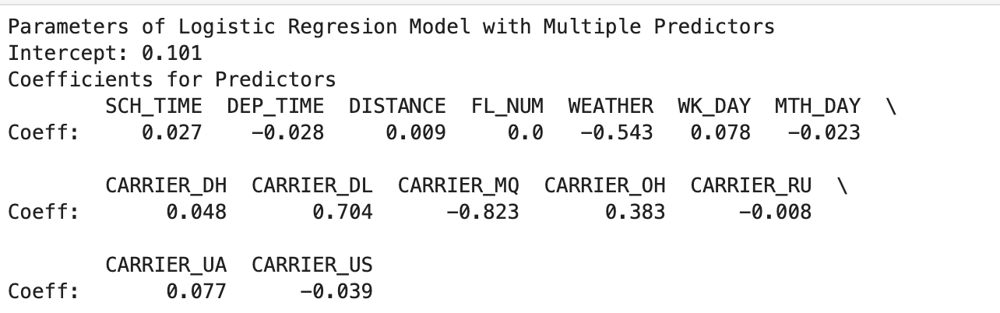 Parameters of Logistic Regresion Model with Multiple Predictors
Intercept: 0.101
Coefficients for Predictors
SCH_TIME DEP_TIME DISTANCE FL_NUM WEATHER WK_DAY MTH_DAY \
Coeff: 0.027 −0.028 0.009 0.0 −0.543 0.078 −0.023
CARRIER_DH CARRIER_DL CARRIER_MQ CARRIER_OH CARRIER_RU \
Coeff: 0.048 0.704 −0.823 0.383 −0.008
CARRIER_UA CARRIER_US
Coeff: 0.077 −0.039